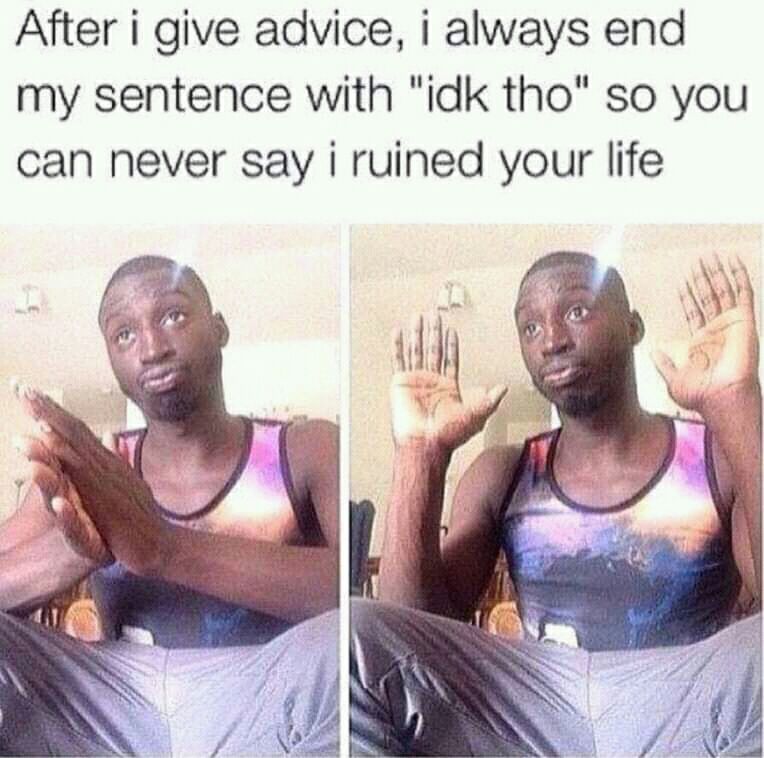 After i give advice, i always end
my sentence with "idk tho" so you
can never say i ruined your life